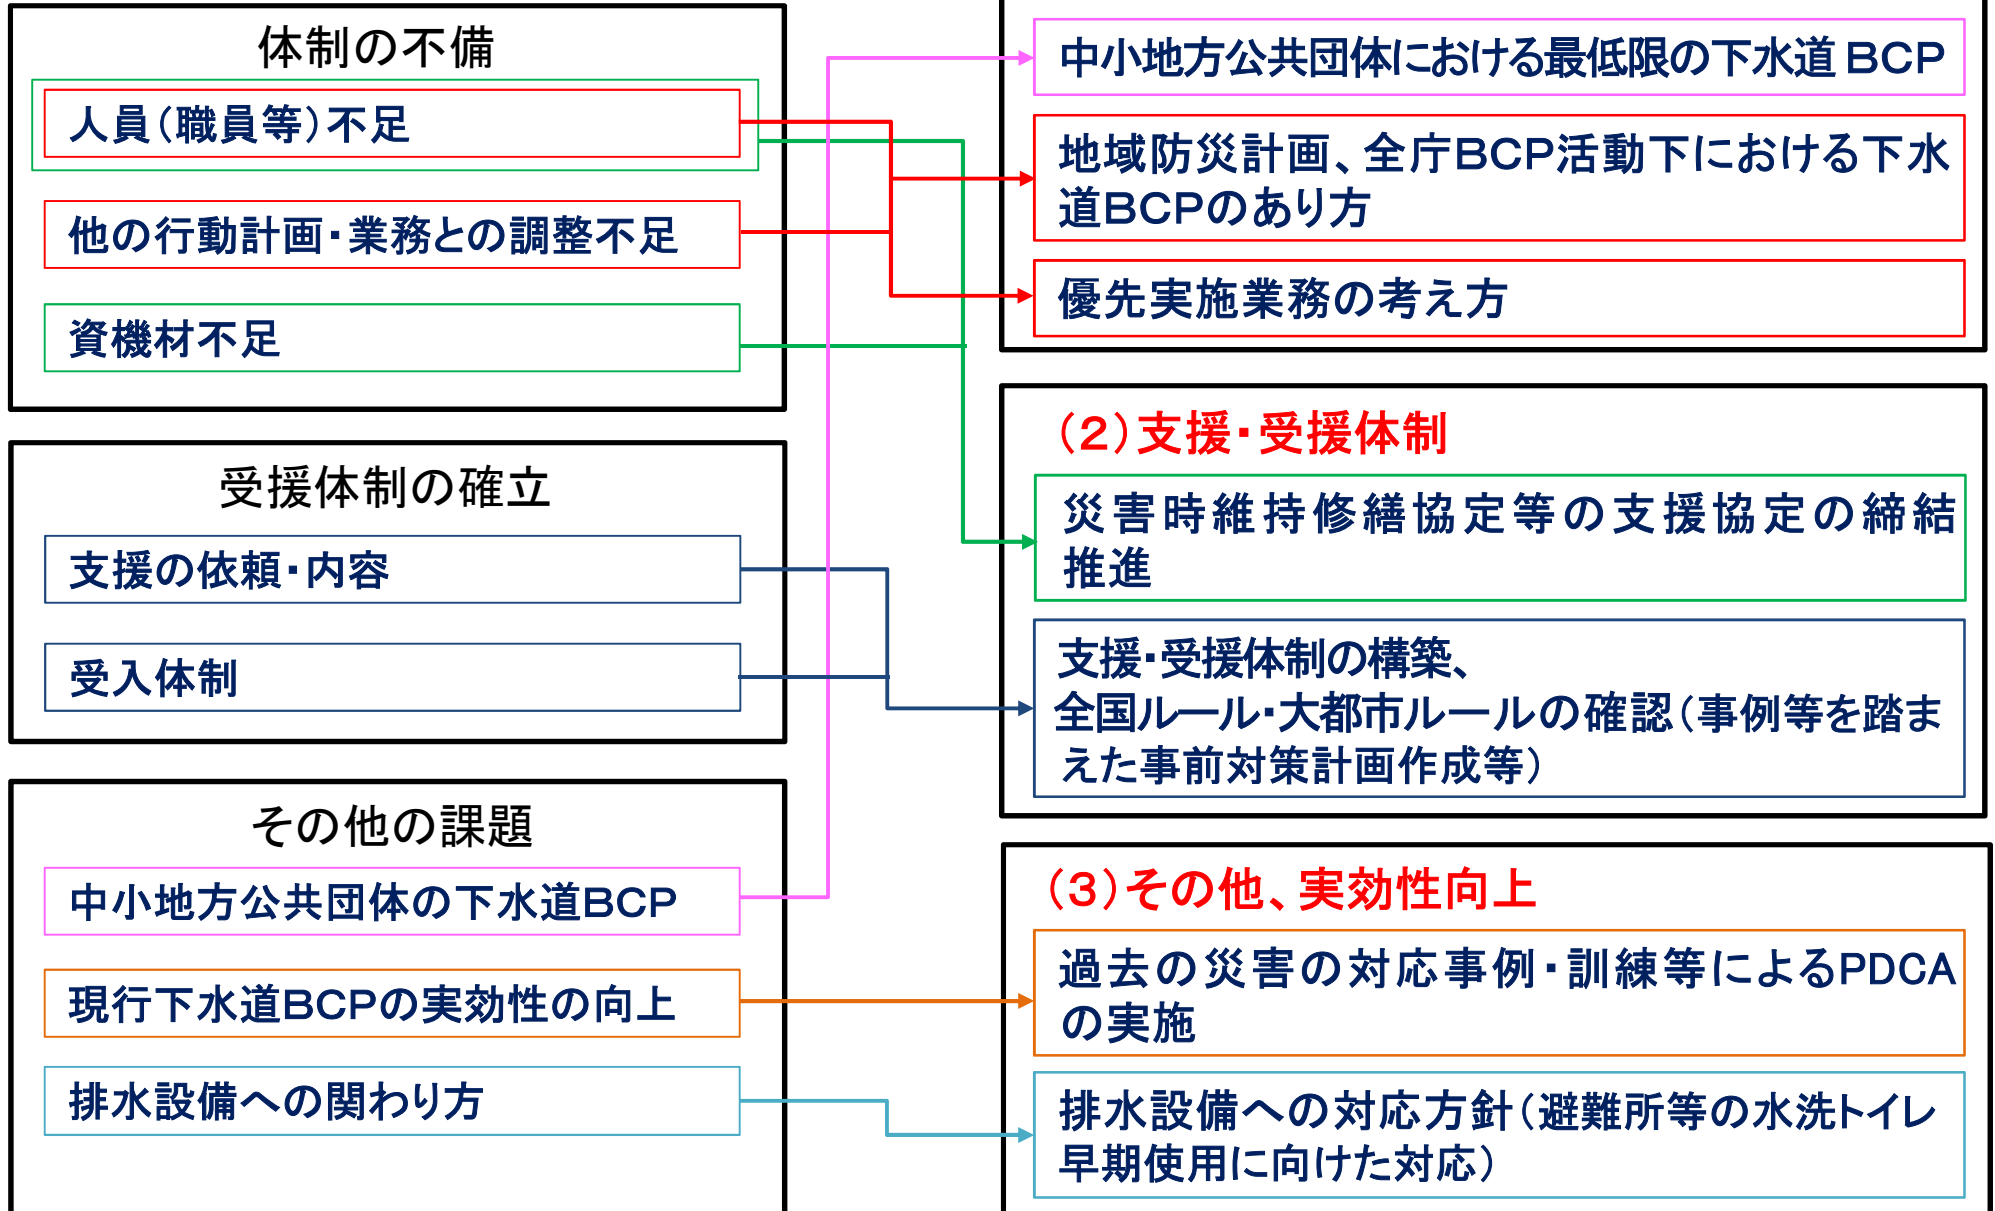 体制の不備
人員（職員等）不足
他の行動計画・業務との調整不足
資機材不足
受援体制の確立
支援の依頼・内容
受入体制
その他の課題
中小地方公共団体の下水道BCP
現行下水道BCPの実効性の向上
排水設備への関わり方
中小地方公共団体における最低限の下水道BCP
地域防災計画、全庁BCP活動下における下水
道BCPのあり方
優先実施業務の考え方
（2）支援・受援体制
災害時維持修繕協定等の支援協定の締結
推進
支援・受援体制の構築、
全国ルール・大都市ルールの確認（事例等を踏ま
えた事前対策計画作成等）
（3）その他、実効性向上
過去の災害の対応事例・訓練等によるPDCA
の実施
排水設備への対応方針（避難所等の水洗トイレ
早期使用に向けた対応）